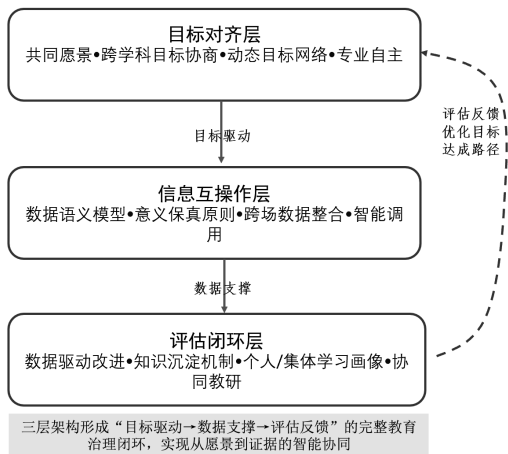 目标对齐层
共同愿景•跨学科目标协商•动态目标网络•专业自主
目标驱动
评估反馈
优化目标
达成路径
信息互操作层
数据语义模型•意义保真原则•跨场数据整合•智能调
用
数据支撑
评估闭环层
数据驱动改进•知识沉淀机制•个人/集体学习画像•协
同教研
三层架构形成“目标驱动→数据支撑→评估反馈”的完整教育
治理闭环，实现从愿景到证据的智能协同